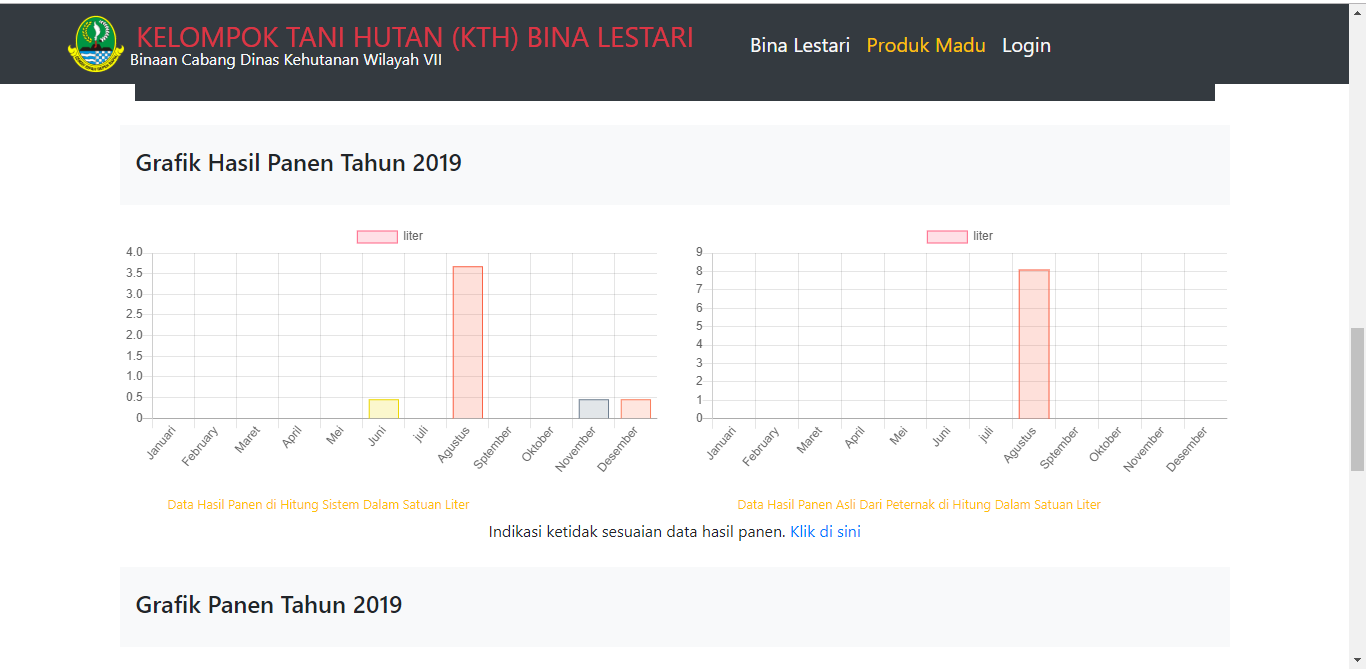 KELOMPOK TANI HUTAN (KTH) BINA LESTARI
Binaan Cabang Dinas Kehutanan Wilayah VII
Bina Lestari Produk Madu Login
Grafik Hasil Panen Tahun 2019
liter
4.0
3.5
3.0
2.5
2.0
1.5
1.0
0.5
0
Januari February Maret April Mei Juni juli Agustus Sptember Oktober November Desember
Data Hasil Panen di Hitung Sistem Dalam Satuan Liter
liter
9
8
7
6
5
4
3
2
1
0
Januari February Maret April Mei Juni juli Agustus Sptember Oktober November Desember
Data Hasil Panen Asli Dari Peternak di Hitung Dalam Satuan Liter
Indikasi ketidak sesuaian data hasil panen. Klik di sini
Grafik Panen Tahun 2019